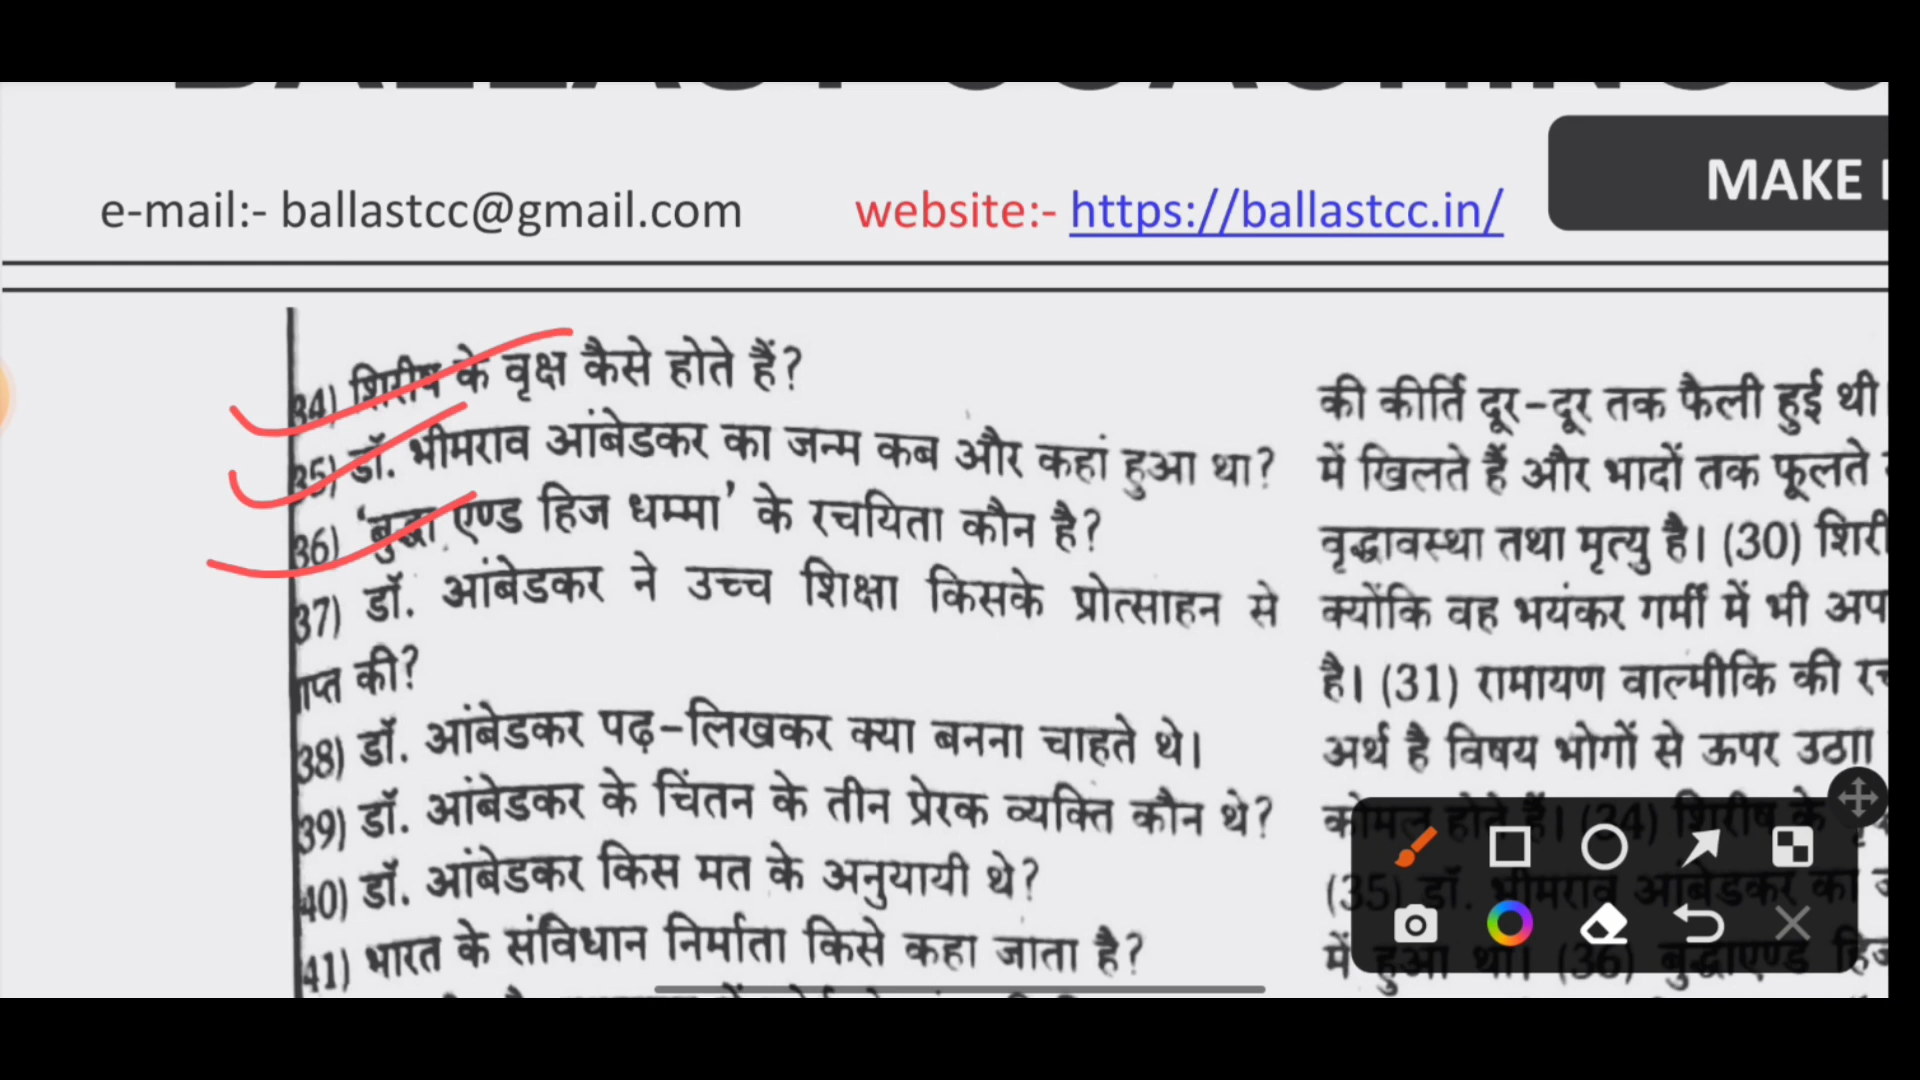 e-mail:- ballastcc@gmail.com website:- https://ballastcc.in/
MAKE
34) शिरीष के वृक्ष कैसे होते हैं?
35) डॉ. भीमराव आंबेडकर का जन्म कब और कहां हुआ था?
36) ‘बुद्धा एण्ड हिज धम्मा’ के रचयिता कौन है?
37) डॉ. आंबेडकर ने उच्च शिक्षा किसके प्रोत्साहन से
की?
38) डॉ. आंबेडकर पढ़-लिखकर क्या बनना चाहते थे।
39) डॉ. आंबेडकर के चिंतन के तीन प्रेरक व्यक्ति कौन थे?
40) डॉ. आंबेडकर किस मत के अनुयायी थे?
41) भारत के संविधान निर्माता किसे कहा जाता है?
की कीर्ति दूर-दूर तक फैली हुई थी
में खिलते हैं और भादों तक फूलते
वृद्धावस्था तथा मृत्यु है। (30)
क्योंकि वह भयंकर गर्मी में भी
है। (31) रामायण वाल्मीकि की
अर्थ है विषय भोगों से ऊपर उठाा
कोमल होते हैं। (34) शिरीष के
(35) डॉ. भीमराव आंबेडकर का
में हुआ था। (36) बुद्धाएण्ड